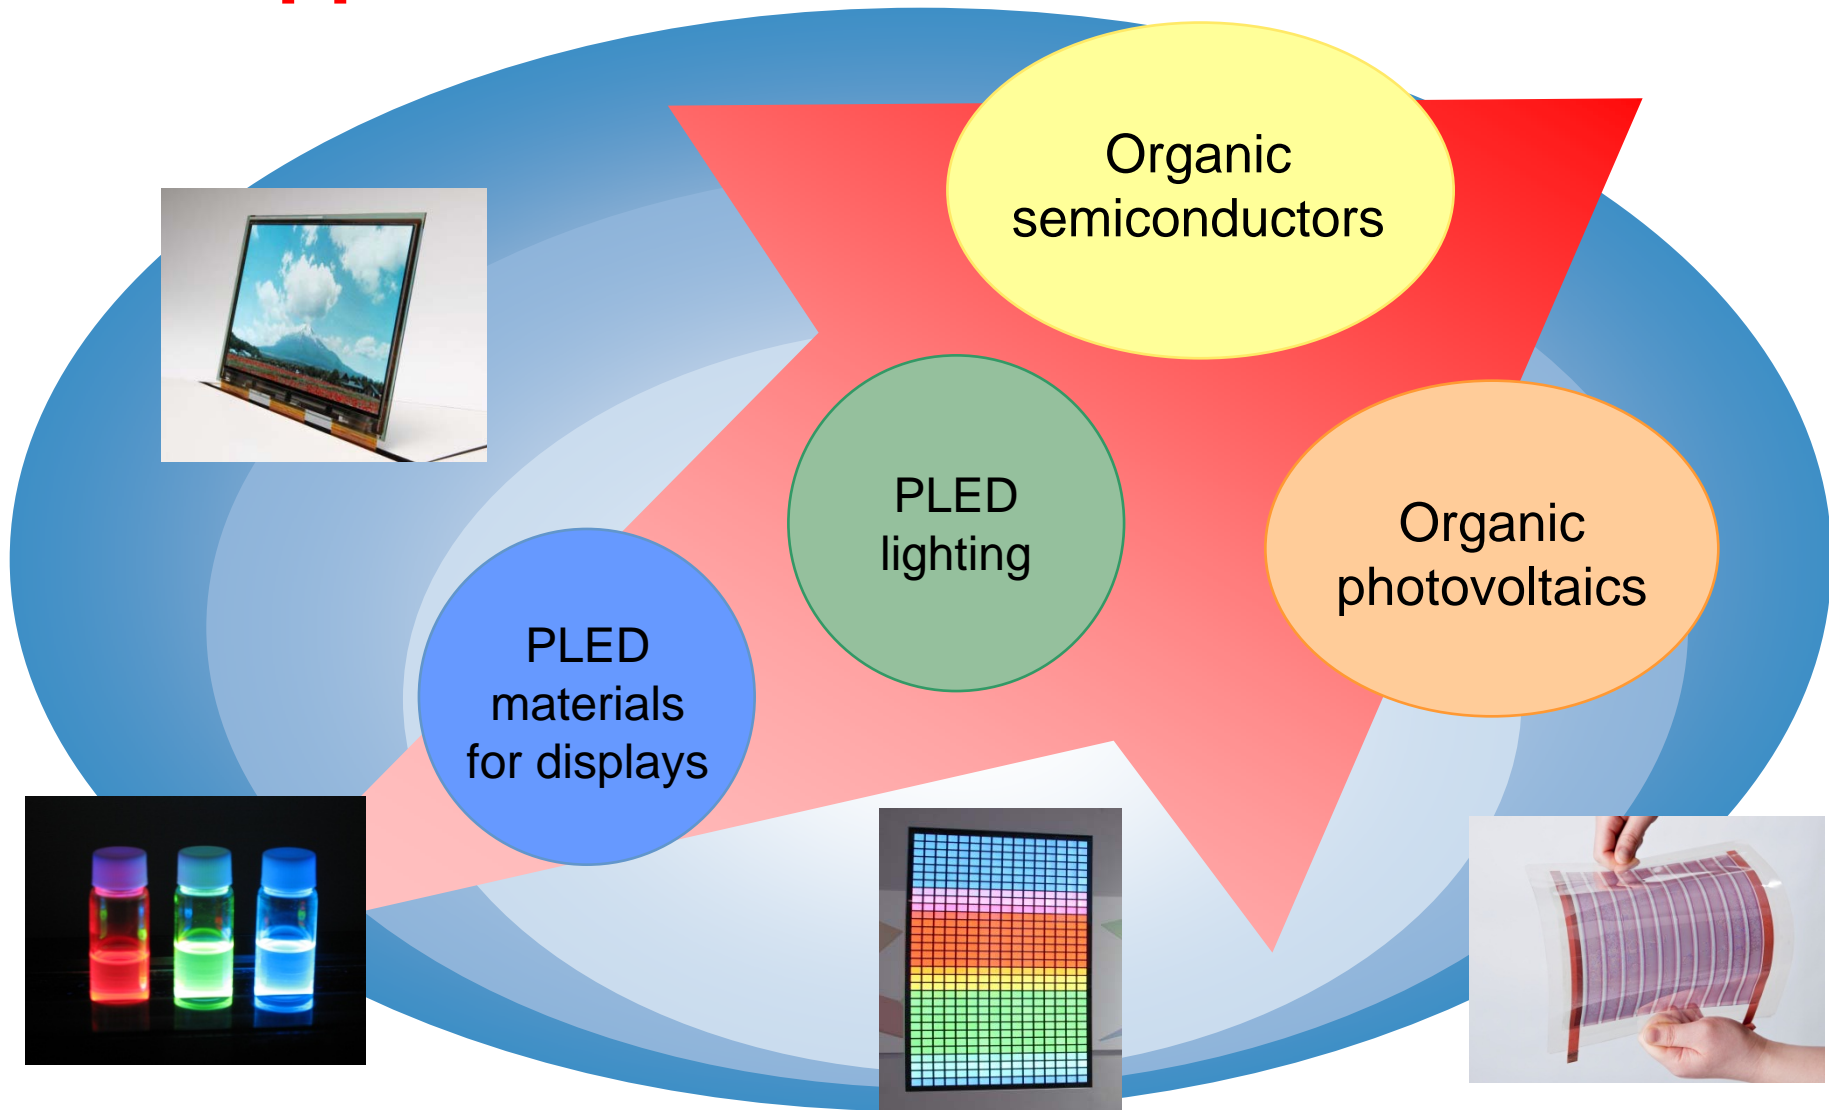 Organic
semiconductors
PLED
lighting
Organic
photovoltaics
PLED
materials
for displays